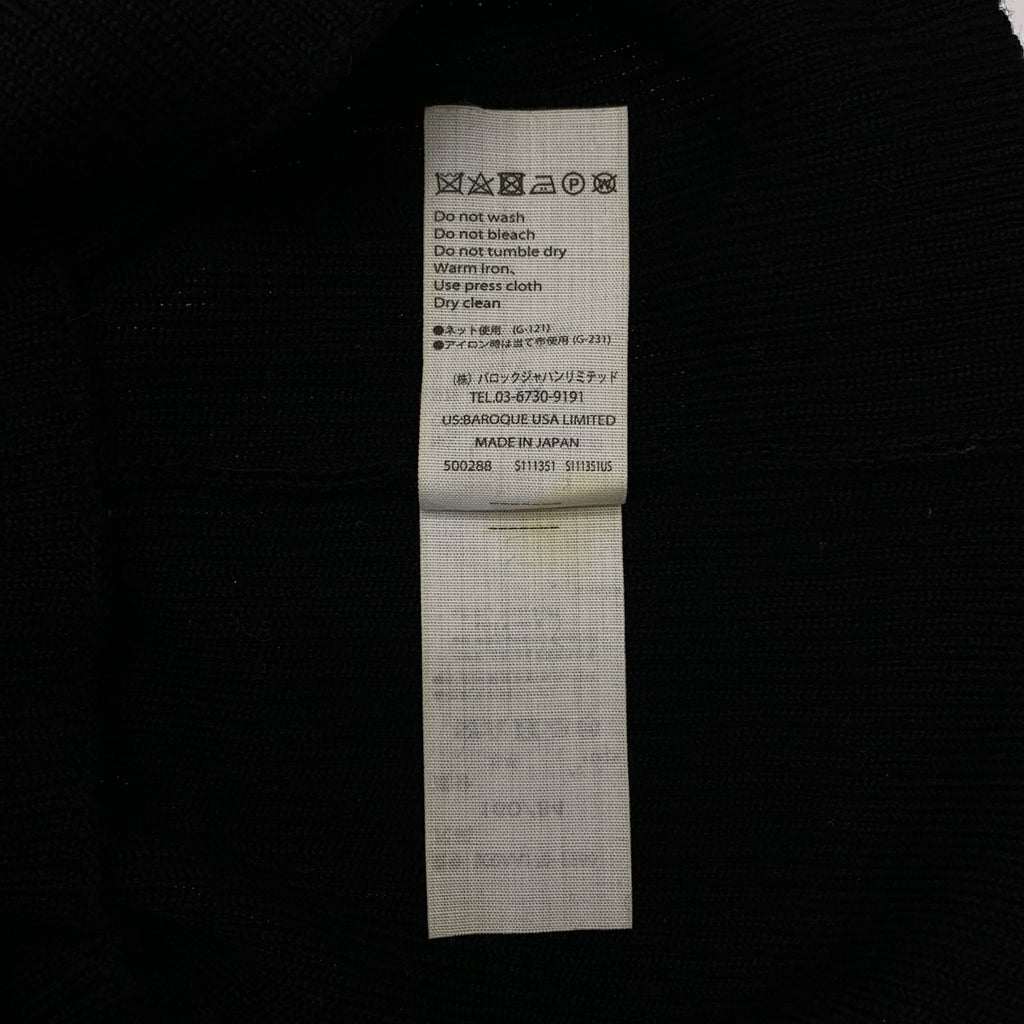 P W
Do not wash
Do not bleach
Do not tumble dry
Warm iron、
Use press cloth
Dry clean
●ネット使用 (G-121)
●アイロン時は当て布使用 (G-231)
(株) バロックジャパンリミテッド
TEL.03-6730-9191
US:BAROQUE USA LIMITED
MADE IN JAPAN
500288 S111351 S111351US